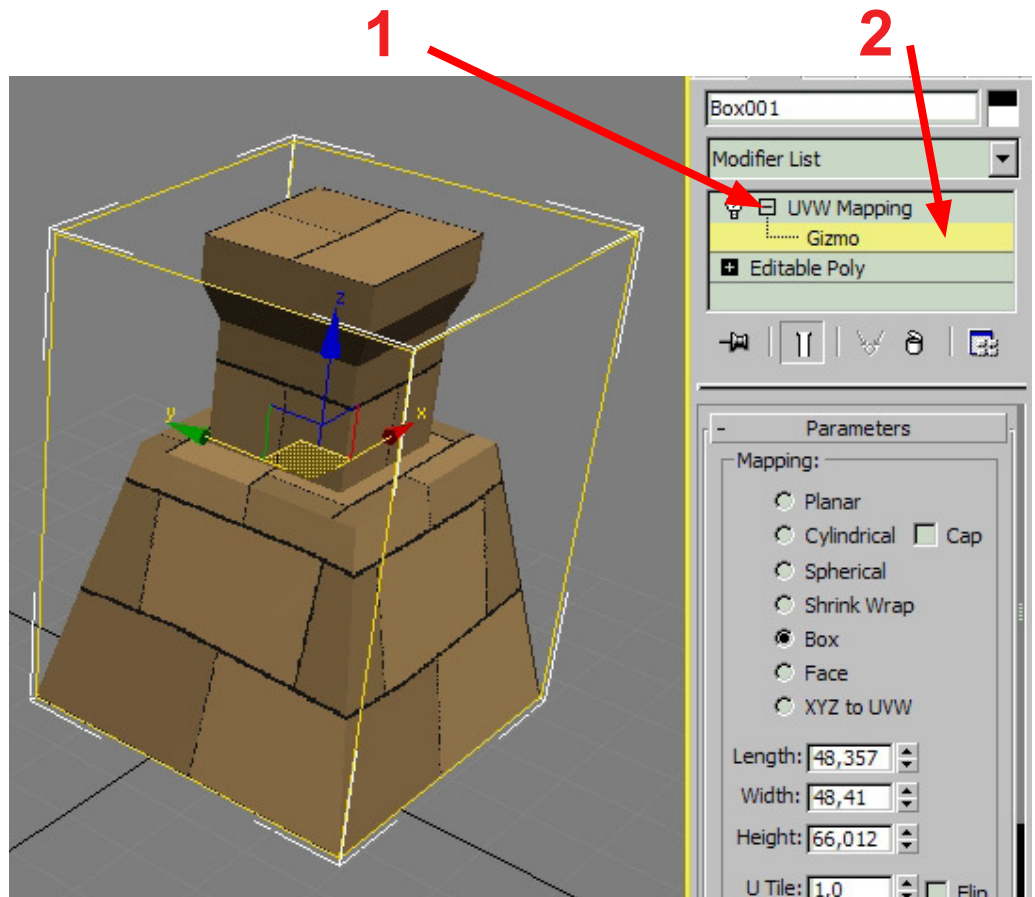 1 2
Box001
Modifier List
UVW Mapping
Gizmo
Editable Poly
z
y
x
- Parameters
Mapping:
Planar
Cylindrical Cap
Spherical
Shrink Wrap
Box
Face
XYZ to UVW
Length: 48,357
Width: 48,41
Height: 66,012
U Tile: 1,0 Flip